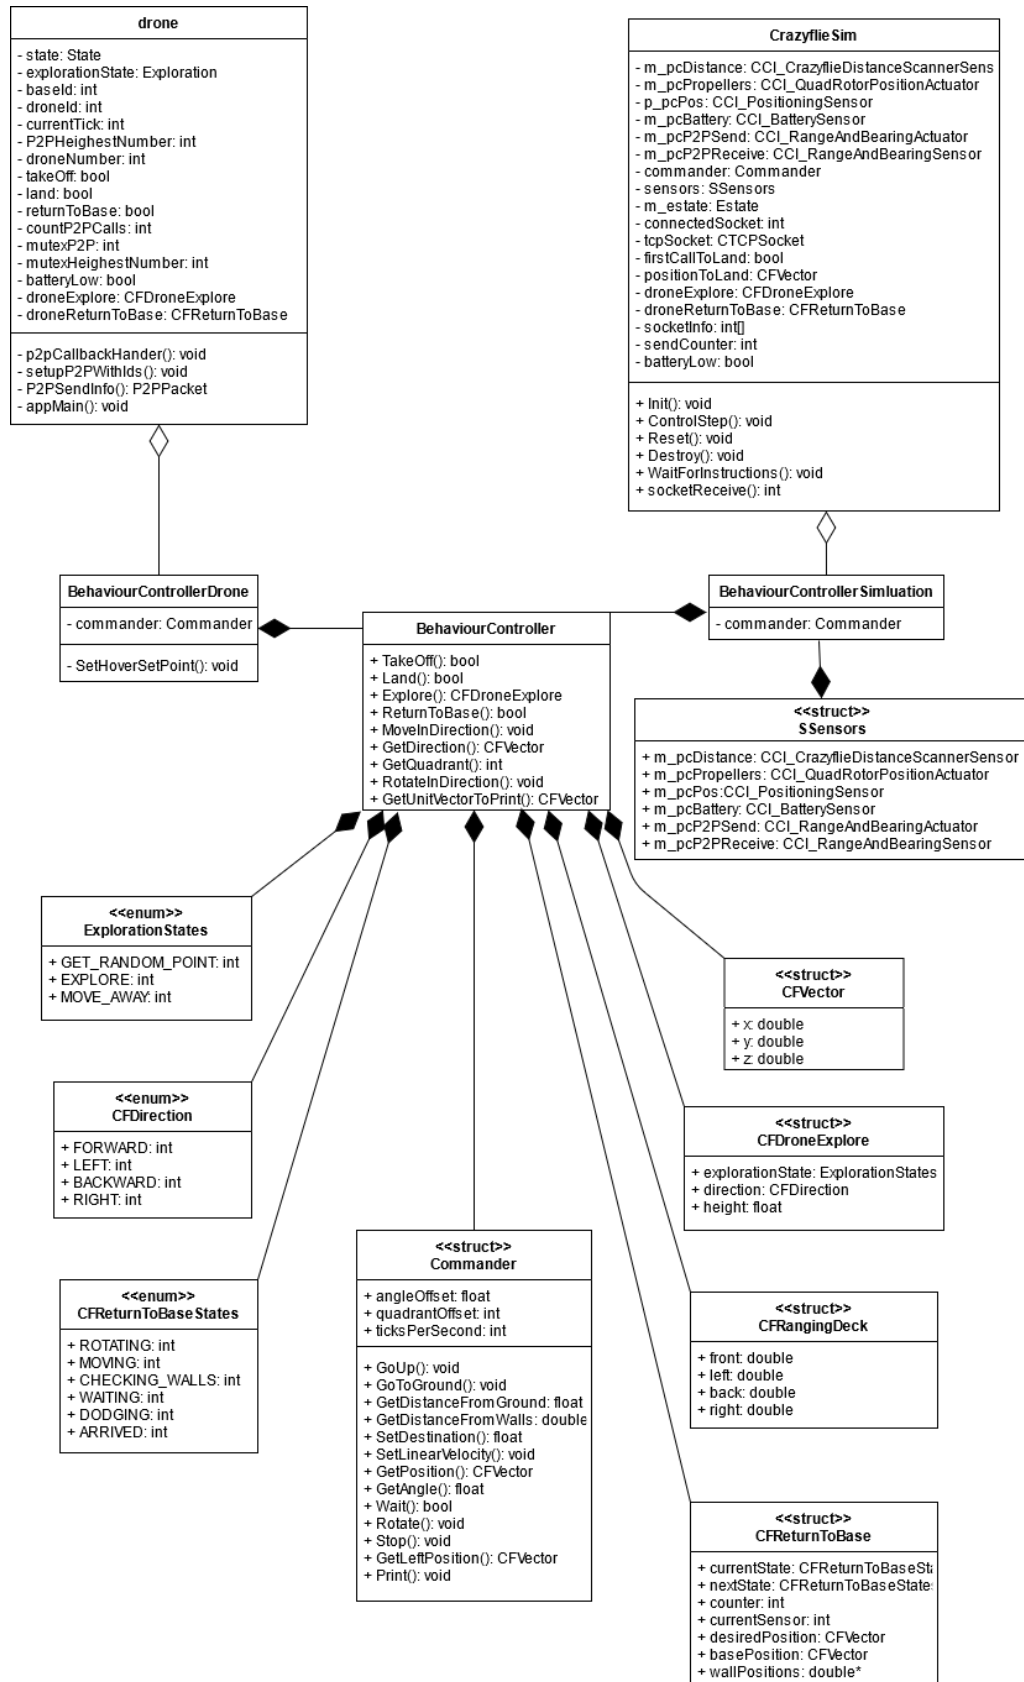 drone
- state: State
- explorationState: Exploration
- baseId: int
- droneId: int
- currentTick: int
- P2PHeighestNumber: int
- droneNumber: int
- takeOff: bool
- land: bool
- returnToBase: bool
- countP2PCalls: int
- mutexP2P: int
- mutexHeighestNumber: int
- batteryLow: bool
- droneExplore: CFDroneExplore
- droneReturnToBase: CFReturnToBase
- p2pCallbackHander(): void
- setupP2PWithIds(): void
- P2PSendInfo(): P2PPacket
- appMain(): void
CrazyflieSim
- m_pcDistance: CCI_CrazyflieDistanceScannerSens
- m_pcPropellers: CCI_QuadRotorPositionActuator
- p_pcPos: CCI_PositioningSensor
- m_pcBattery: CCI_BatterySensor
- m_pcP2PSend: CCI_RangeAndBearingActuator
- m_pcP2PReceive: CCI_RangeAndBearingSensor
- commander: Commander
- sensors: SSensors
- m_estate: Estate
- connectedSocket: int
- tcpSocket: CTCPSocket
- firstCallToLand: bool
- positionToLand: CFVector
- droneExplore: CFDroneExplore
- droneReturnToBase: CFReturnToBase
- socketInfo: int[]
- sendCounter: int
- batteryLow: bool
+ Init(): void
+ ControlStep(): void
+ Reset(): void
+ Destroy(): void
+ WaitForInstructions(): void
+ socketReceive(): int
BehaviourControllerDrone
- commander: Commander
- SetHoverSetPoint(): void
BehaviourController
+ TakeOff(): bool
+ Land(): bool
+ Explore(): CFDroneExplore
+ ReturnToBase(): bool
+ MoveInDirection(): void
+ GetDirection(): CFVector
+ GetQuadrant(): int
+ RotateInDirection(): void
+ GetUnitVectorToPrint(): CFVector
BehaviourControllerSimluation
- commander: Commander
<<struct>>
SSensors
+ m_pcDistance: CCI_CrazyflieDistanceScannerSensor
+ m_pcPropellers: CCI_QuadRotorPositionActuator
+ m_pcPos:CCI_PositioningSensor
+ m_pcBattery: CCI_BatterySensor
+ m_pcP2PSend: CCI_RangeAndBearingActuator
+ m_pcP2PReceive: CCI_RangeAndBearingSensor
<<enum>>
ExplorationStates
+ GET_RANDOM_POINT: int
+ EXPLORE: int
+ MOVE_AWAY: int
<<struct>>
CFVector
+ x: double
+ y: double
+ z: double
<<enum>>
CFDirection
+ FORWARD: int
+ LEFT: int
+ BACKWARD: int
+ RIGHT: int
<<struct>>
CFDroneExplore
+ explorationState: ExplorationStates
+ direction: CFDirection
+ height: float
<<enum>>
CFReturnToBaseStates
+ ROTATING: int
+ MOVING: int
+ CHECKING_WALLS: int
+ WAITING: int
+ DODGING: int
+ ARRIVED: int
<<struct>>
Commander
+ angleOffset: float
+ quadrantOffset: int
+ ticksPerSecond: int
+ GoUp(): void
+ GoToGround(): void
+ GetDistanceFromGround: float
+ GetDistanceFromWalls: double
+ SetDestination(): float
+ SetLinearVelocity(): void
+ GetPosition(): CFVector
+ GetAngle(): float
+ Wait(): bool
+ Rotate(): void
+ Stop(): void
+ GetLeftPosition(): CFVector
+ Print(): void
<<struct>>
CFRangingDeck
+ front: double
+ left: double
+ back: double
+ right: double
<<struct>>
CFReturnToBase
+ currentState: CFReturnToBaseSta
+ nextState: CFReturnToBaseStates
+ counter: int
+ currentSensor: int
+ desiredPosition: CFVector
+ basePosition: CFVector
+ wallPositions: double*